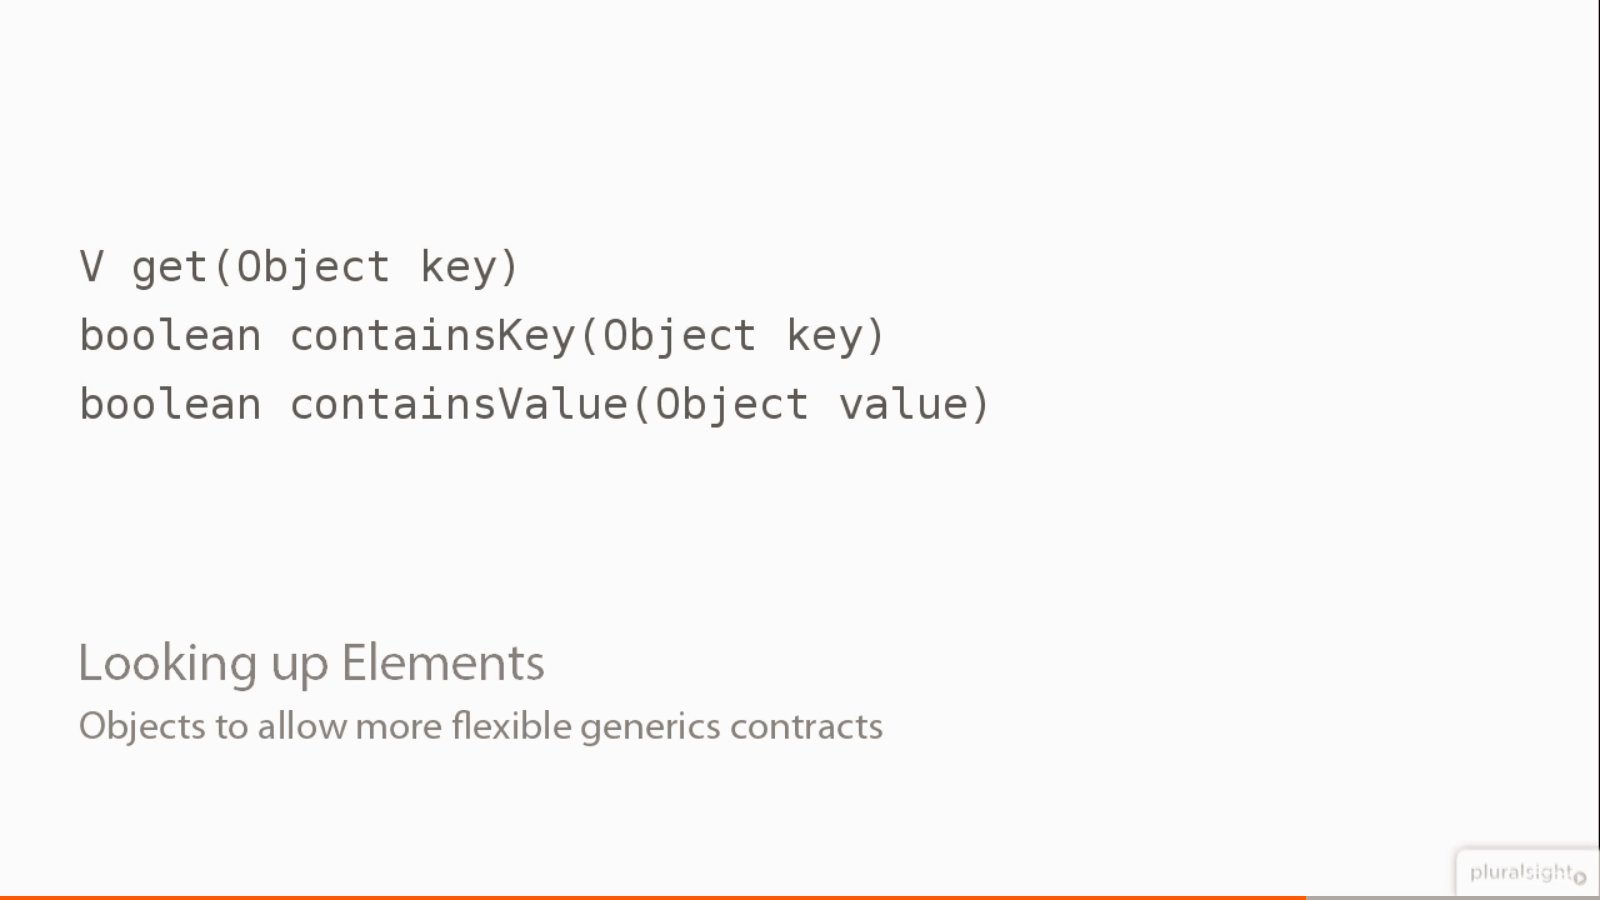 V get(Object key)
boolean containsKey(Object key)
boolean containsValue(Object value)
Looking up Elements
Objects to allow more flexible generics contracts
pluralsight